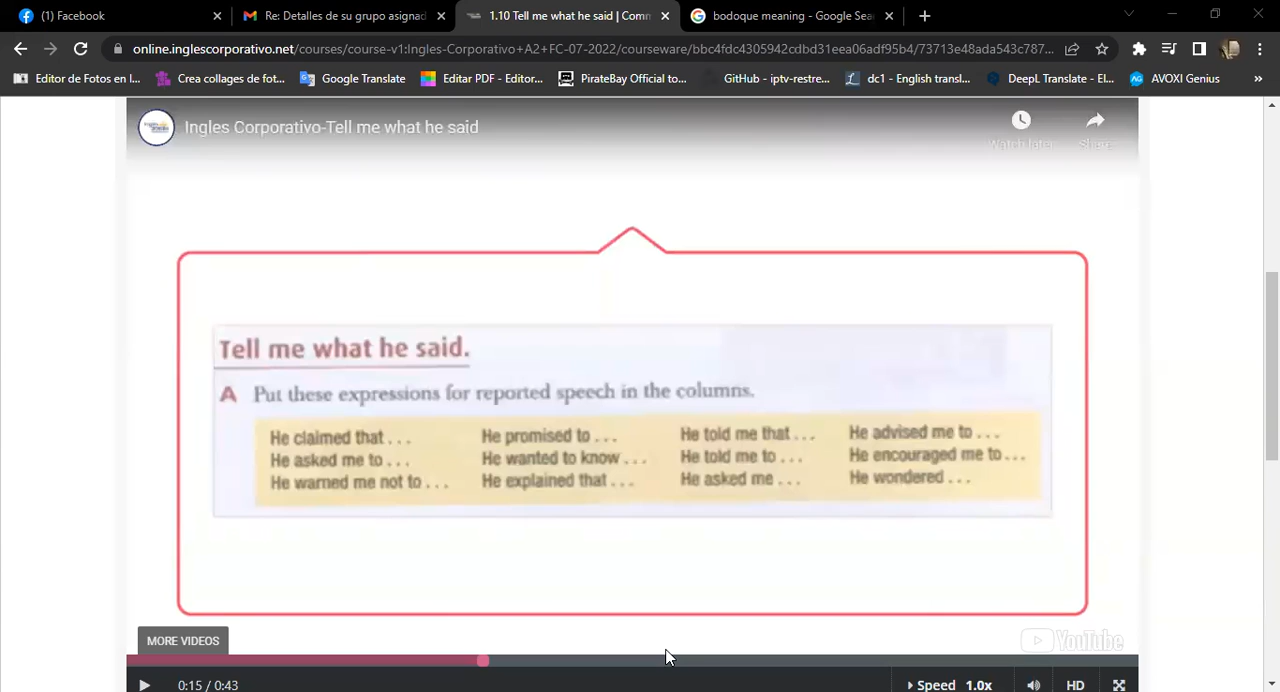 (1) Facebook
Re: Detalles de su grupo asignad
1.10 Tell me what he said | Comm
bodoque meaning - Google Sea
online.inglescorporativo.net/courses/course-v1:Ingles-Corporativo+A2+FC-07-2022/courseware/bbc4fdc4305942cdbd31eea06adf95b4/73713e48ada543c787...
Editor de Fotos en l...
Crea collages de fot...
Google Translate
Editar PDF - Editor...
PirateBay Official to...
GitHub - iptv-restre...
dc1 - English transl...
DeepL Translate - El...
AVOXI Genius
»
Ingles Corporativo-Tell me what he said
Watch later
Share
Tell me what he said.
A Put these expressions for reported speech in the columns.
He claimed that . . . He promised to . . . He told me that . . . He advised me to . . .
He asked me to . . . He wanted to know . . . He told me to . . . He encouraged me to . . .
He warned me not to . . . He explained that . . . He asked me . . . He wondered . . .
MORE VIDEOS
YouTube
0:15 / 0:43
Speed 1.0x
HD